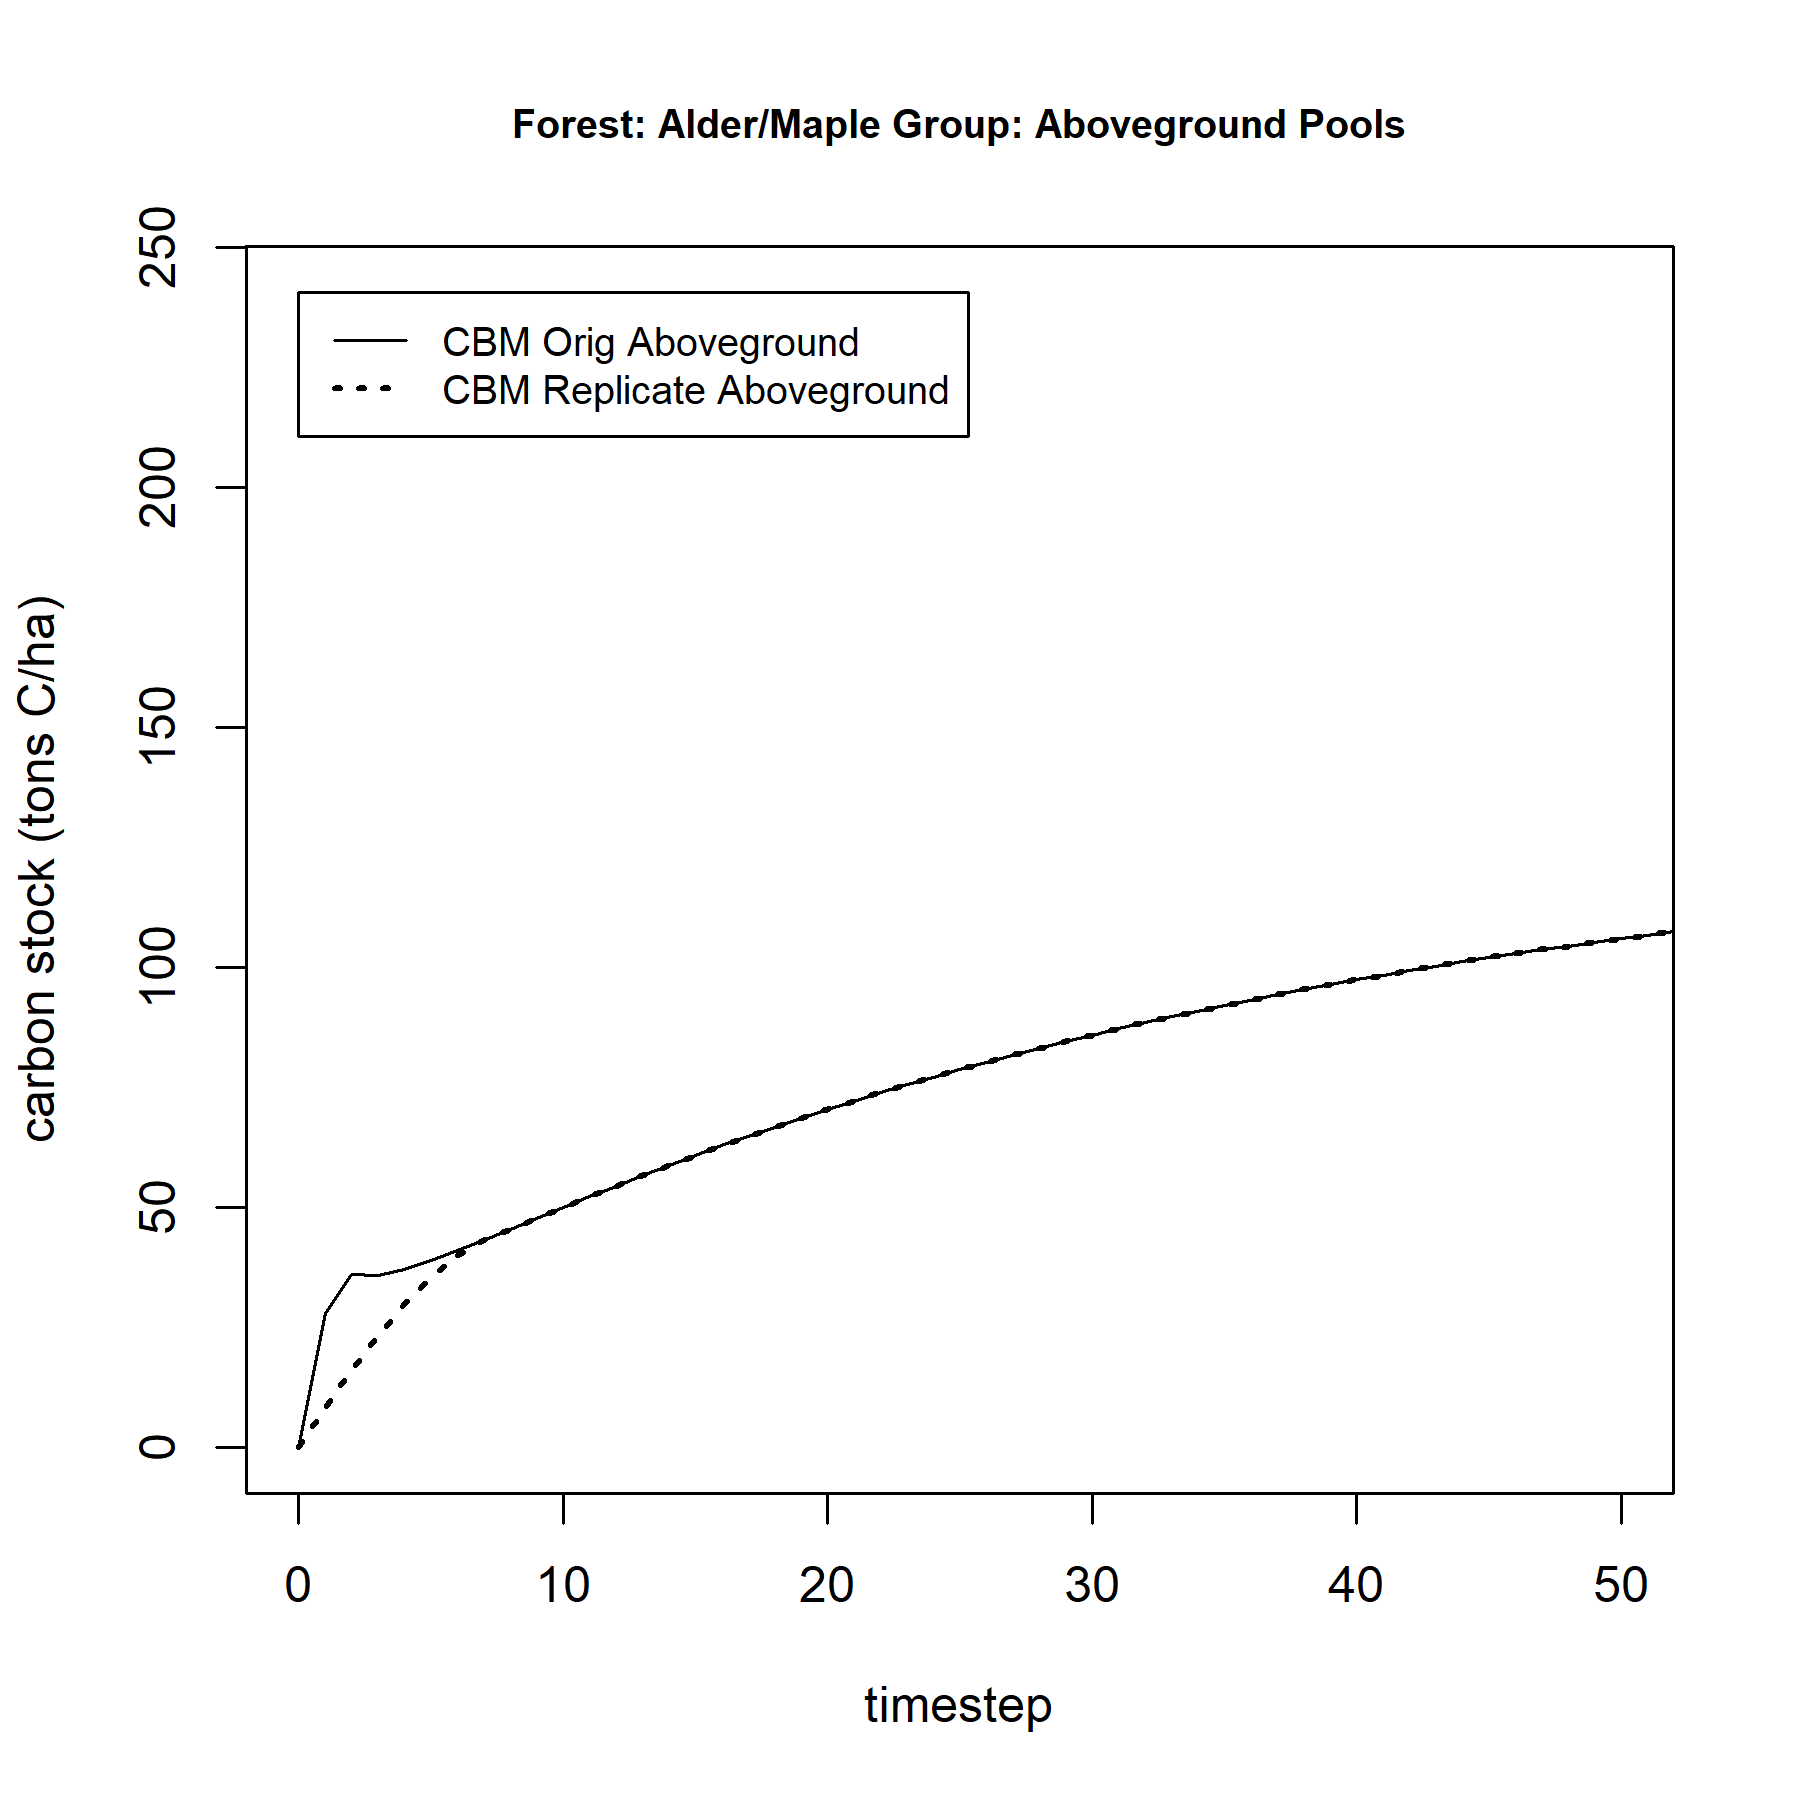 Forest: Alder/Maple Group: Aboveground Pools
CBM Orig Aboveground
CBM Replicate Aboveground
carbon stock (tons C/ha)
250
200
150
100
50
0
0 10 20 30 40 50
timestep